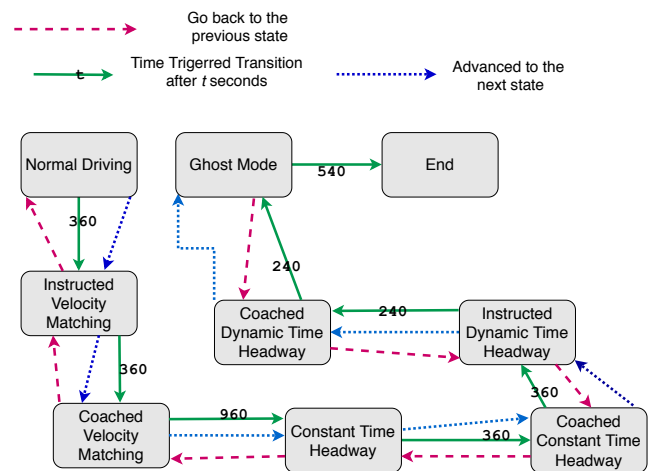 Go back to the
previous state
t
Time Trigerred Transition
after t seconds
Advanced to the
next state
Normal Driving
Ghost Mode
540
End
360
240
Instructed
Velocity
Matching
Coached
Dynamic Time
Headway
240
Instructed
Dynamic Time
Headway
360
360
Coached
Velocity
Matching
960
Constant Time
Headway
360
Coached
Constant Time
Headway